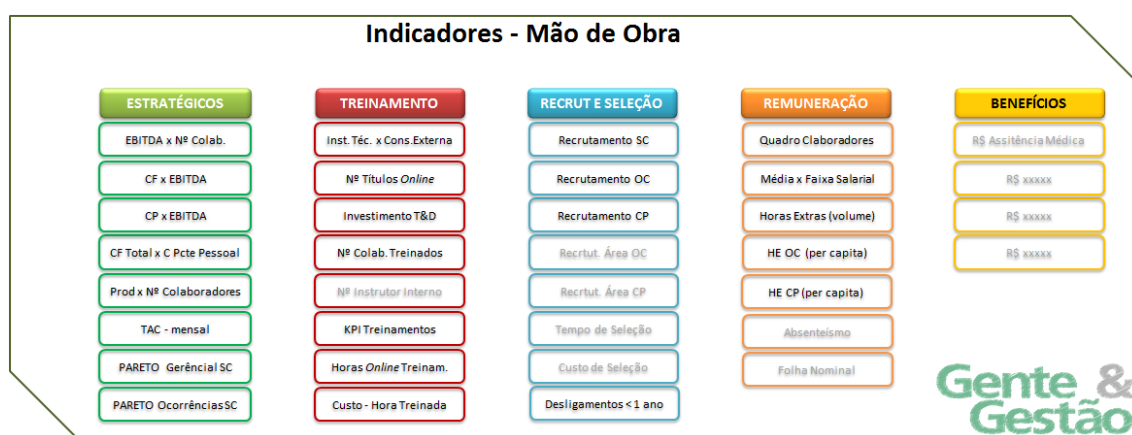 Indicadores - Mão de Obra
ESTRATÉGICOS
EBITDA x Nº Colab.
CF x EBITDA
CP x EBITDA
CF Total x C Pcte Pessoal
Prod x Nº Colaboradores
TAC - mensal
PARETO Gerêncial SC
PARETO Ocorrências SC
TREINAMENTO
Inst. Téc. x Cons.Externa
Nº Títulos Online
Investimento T&D
Nº Colab. Treinados
Nº Instrutor Interno
KPI Treinamentos
Horas Online Treinam.
Custo - Hora Treinada
RECRUT E SELEÇÃO
Recrutamento SC
Recrutamento OC
Recrutamento CP
Recrtut. Área OC
Recrtut. Área CP
Tempo de Seleção
Custo de Seleção
Desligamentos < 1 ano
REMUNERAÇÃO
Quadro Claboradores
Média x Faixa Salarial
Horas Extras (volume)
HE OC (per capita)
HE CP (per capita)
Absenteísmo
Folha Nominal
BENEFÍCIOS
R$ Assitência Médica
R$ xxxxx
R$ xxxxx
R$ xxxxx
Gente &
Gestão